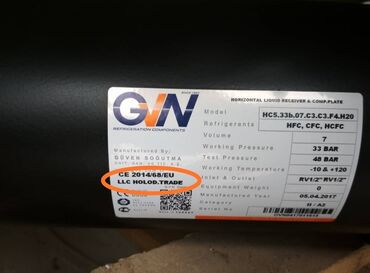 GVN
REFRIGERATION COMPONENTS
HORIZONTAL LIQUID RECEIVER & COMP.PLATE
Model HC5.33b.07.C3.C3.F4.H20
Refrigerants HFC, CFC, HCFC
Volume 7
Working Pressure 33 BAR
Test Pressure 48 BAR
Working Temperature -10 & +120
Inlet & Outlet RV1/2" RV1/2"
Equipment Weight 0
Manufactured Year 05.04.2017
II - A2
Manufactured By:
GÜVEN SOĞUTMA
CE 2014/68/EU
LLC HOLOD.TRADE